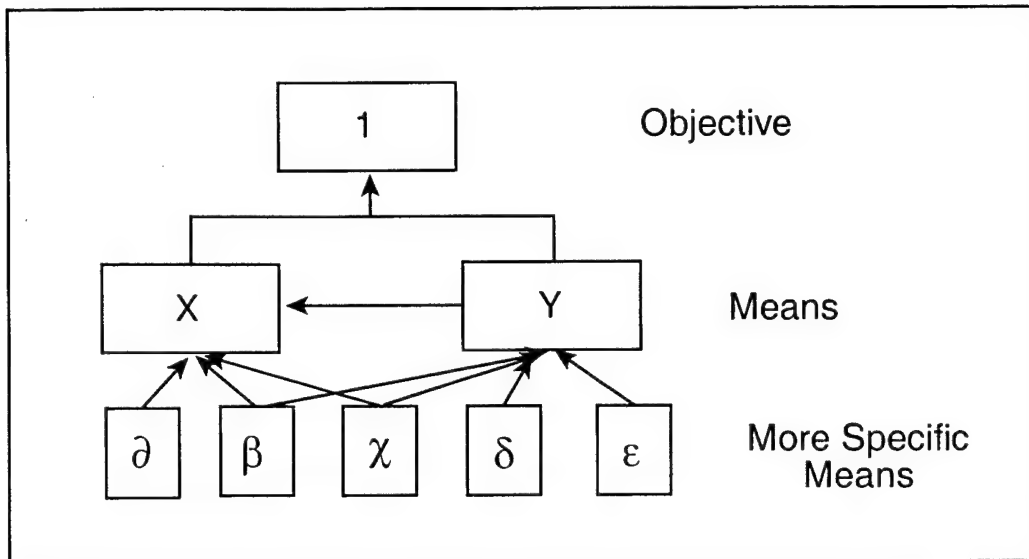 1
Objective
X
Y
Means
∂
β
χ
δ
ε
More Specific
Means